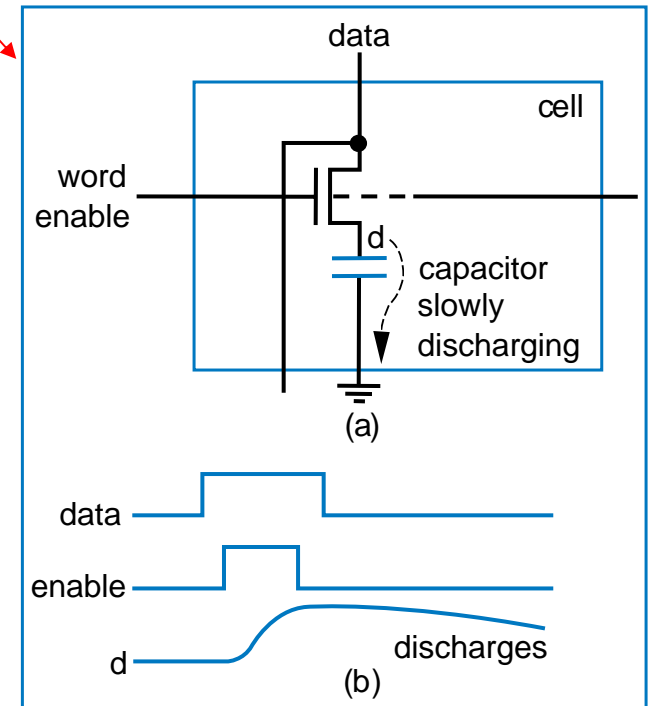 data
cell
word
enable
d
capacitor
slowly
discharging
(a)
data
enable
discharges
d
(b)